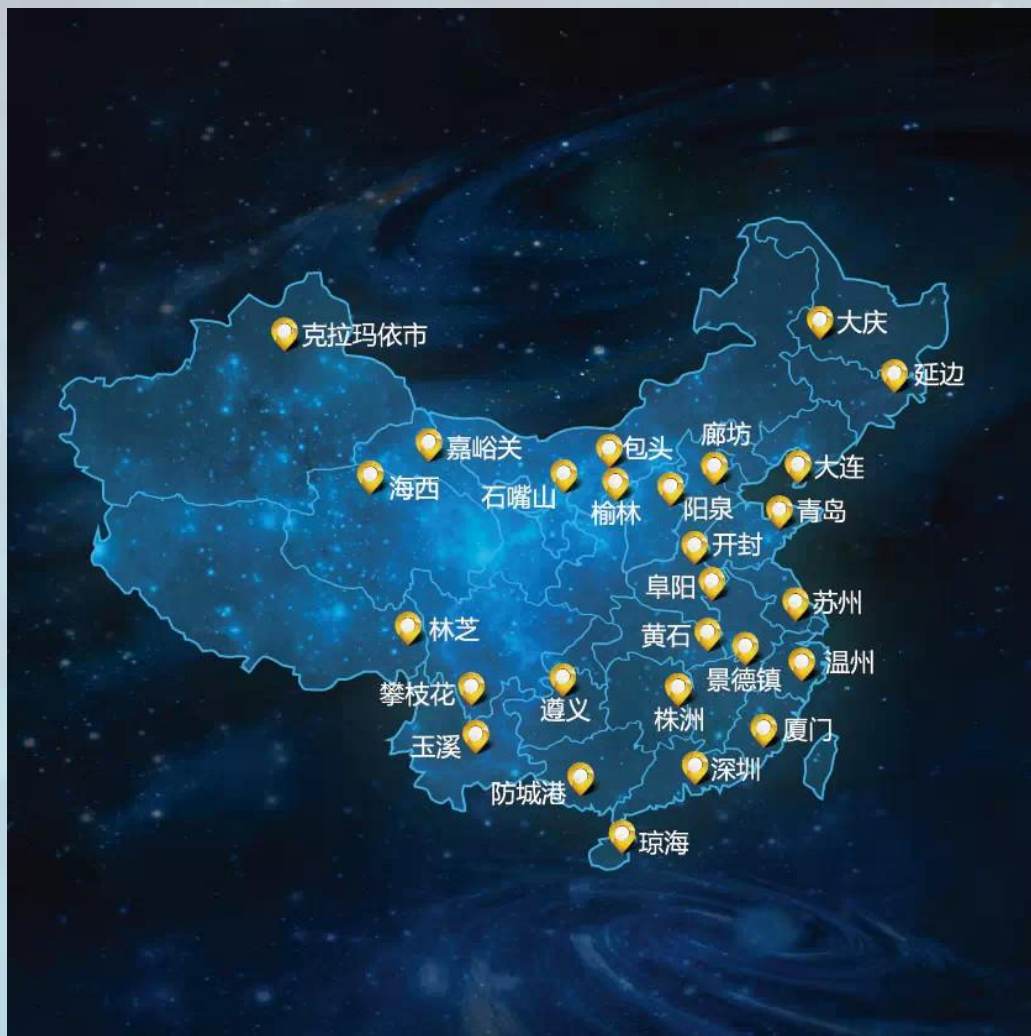 大庆
克拉玛依市
延边
廊坊
嘉峪关
包头
大连
海西
石嘴山
榆林
阳泉
青岛
开封
阜阳
苏州
林芝
黄石
温州
景德镇
攀枝花
遵义
株洲
厦门
玉溪
深圳
防城港
琼海